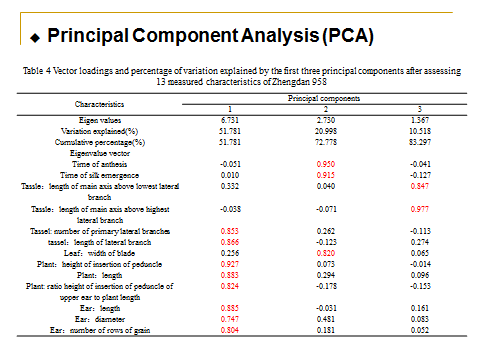 ◆ Principal Component Analysis (PCA)
Table 4 Vector loadings and percentage of variation explained by the first three principal components after assessing
13 measured characteristics of Zhengdan 958
Characteristics Principal components
1 2 3
Eigen values 6.731 2.730 1.367
Variation explained(%) 51.781 20.998 10.518
Cumulative percentage(%) 51.781 72.778 83.297
Eigenvalue vector
Time of anthesis -0.051 0.950 -0.041
Time of silk emergence 0.010 0.915 -0.127
Tassle: length of main axis above lowest lateral 0.332 0.040 0.847
branch
Tassle: length of main axis above highest -0.038 -0.071 0.977
lateral branch
Tassel: number of primary lateral branches 0.853 0.262 -0.113
tassel: length of lateral branch 0.866 -0.123 0.274
Leaf: width of blade 0.256 0.820 0.065
Plant: height of insertion of peduncle 0.927 0.073 -0.014
Plant: length 0.883 0.294 0.096
Plant: ratio height of insertion of peduncle of 0.824 -0.178 -0.153
upper ear to plant length
Ear: length 0.885 -0.031 0.161
Ear: diameter 0.747 0.481 0.083
Ear: number of rows of grain 0.804 0.181 0.052